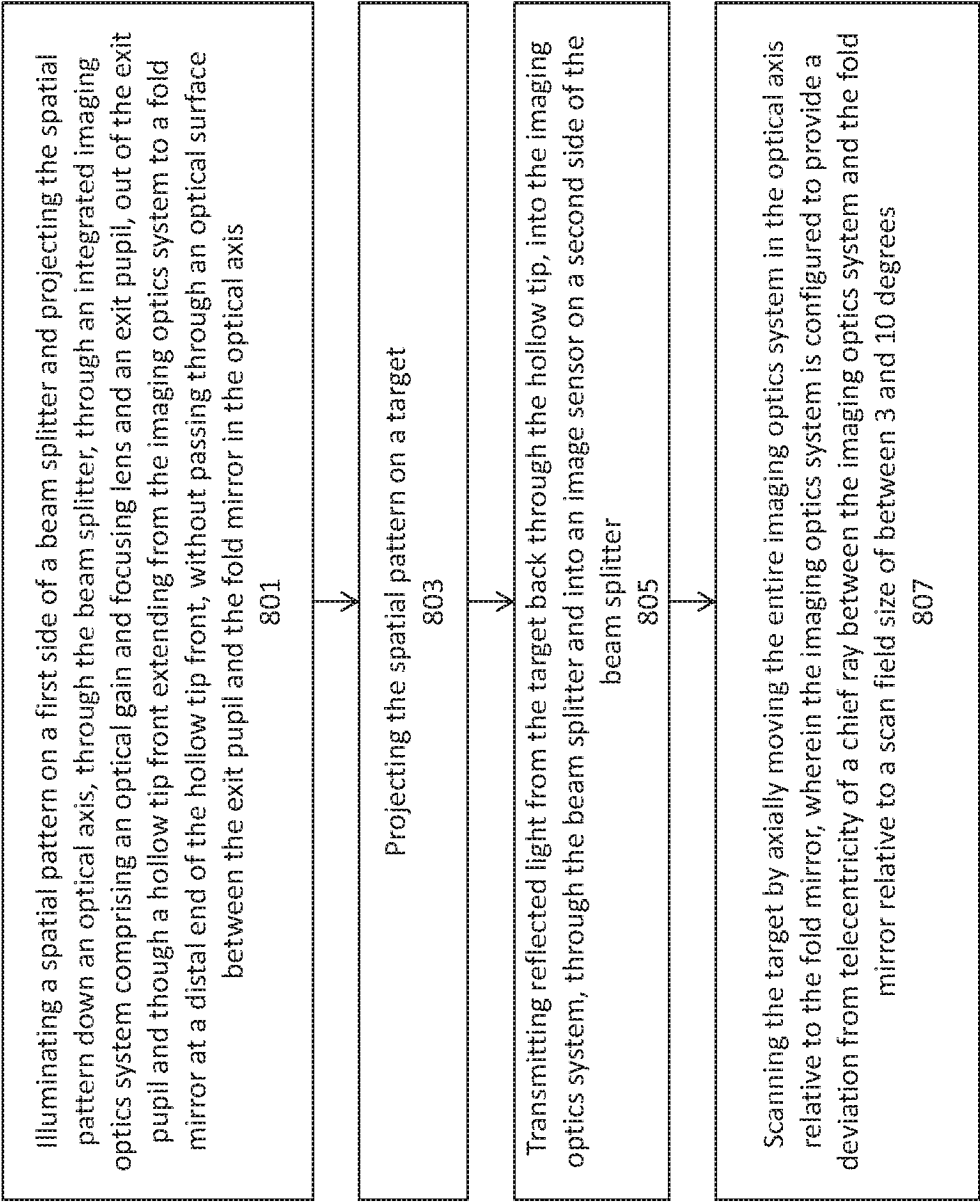 Illuminating a spatial pattern on a first side of a beam splitter and projecting the spatial
pattern down an optical axis, through the beam splitter, through an integrated imaging
optics system comprising an optical gain and focusing lens and an exit pupil, out of the exit
pupil and though a hollow tip front extending from the imaging optics system to a fold
mirror at a distal end of the hollow tip front, without passing through an optical surface
between the exit pupil and the fold mirror in the optical axis
801
Projecting the spatial pattern on a target
803
Transmitting reflected light from the target back through the hollow tip, into the imaging
optics system, through the beam splitter and into an image sensor on a second side of the
beam splitter
805
Scanning the target by axially moving the entire imaging optics system in the optical axis
relative to the fold mirror, wherein the imaging optics system is configured to provide a
deviation from telecentricity of a chief ray between the imaging optics system and the fold
mirror relative to a scan field size of between 3 and 10 degrees
807